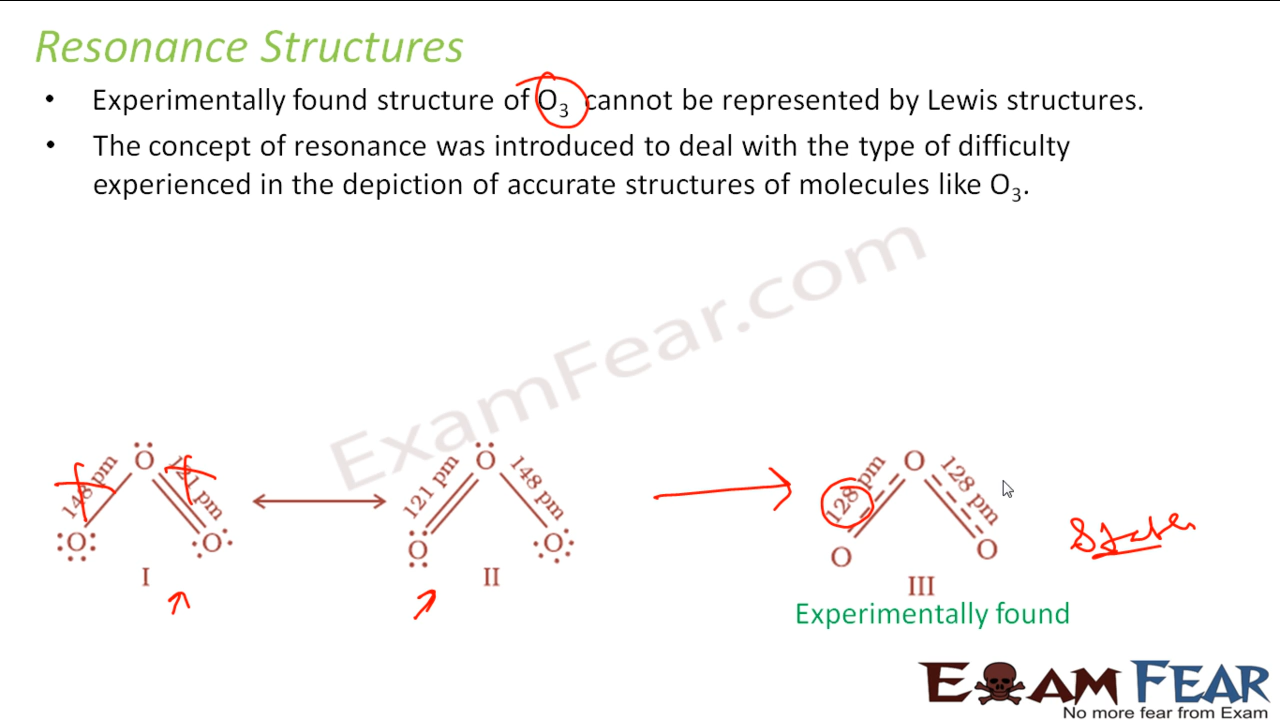 Resonance Structures
• Experimentally found structure of O₃ cannot be represented by Lewis structures.
• The concept of resonance was introduced to deal with the type of difficulty
experienced in the depiction of accurate structures of molecules like O₃.
ExamFear.com
148 pm O pm
O O
I
121 pm O 148 pm
O O
II
128 pm O 128 pm
O O
III
Experimentally found
EXAM FEAR
No more fear from Exam